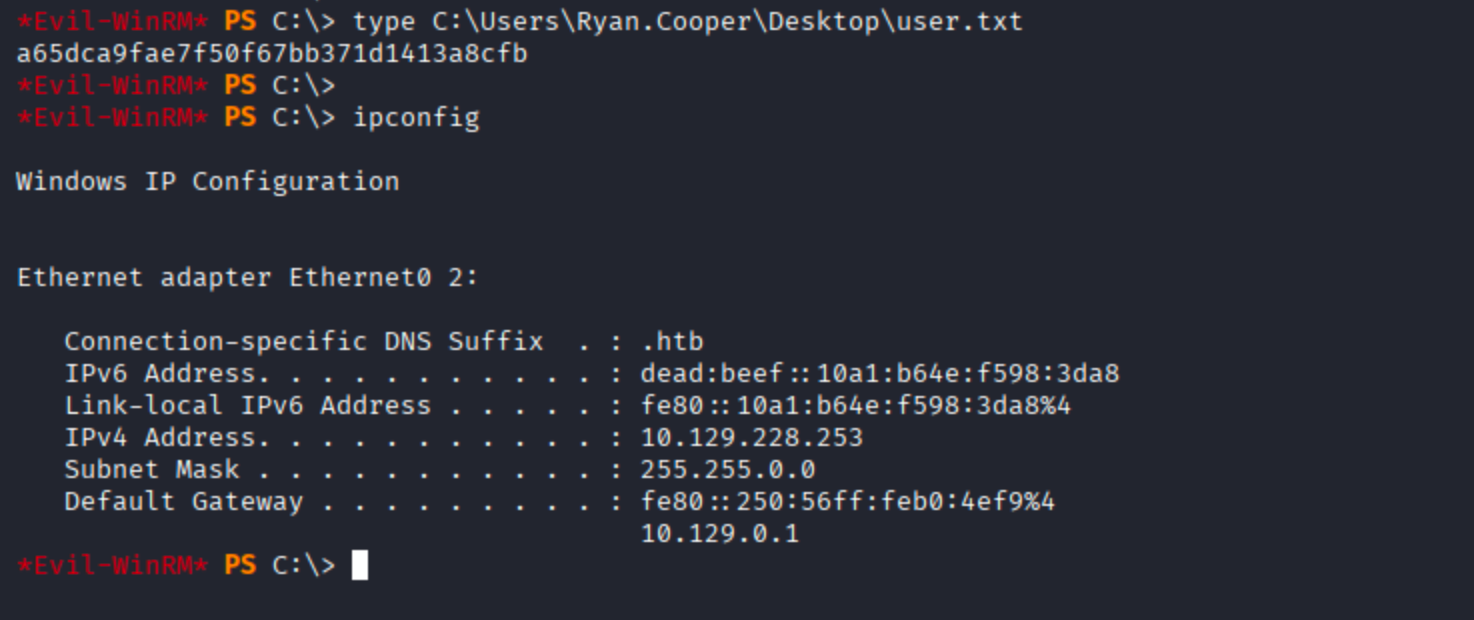 *Evil-WinRM* PS C:\> type C:\Users\Ryan.Cooper\Desktop\user.txt
a65dca9fae7f50f67bb371d1413a8cfb
*Evil-WinRM* PS C:\>
*Evil-WinRM* PS C:\> ipconfig
Windows IP Configuration
Ethernet adapter Ethernet0 2:
Connection-specific DNS Suffix  . : .htb
IPv6 Address. . . . . . . . . . . : dead:beef::10a1:b64e:f598:3da8
Link-local IPv6 Address . . . . . : fe80::10a1:b64e:f598:3da8%4
IPv4 Address. . . . . . . . . . . : 10.129.228.253
Subnet Mask . . . . . . . . . . . : 255.255.0.0
Default Gateway . . . . . . . . . : fe80::250:56ff:feb0:4ef9%4
10.129.0.1
*Evil-WinRM* PS C:\>